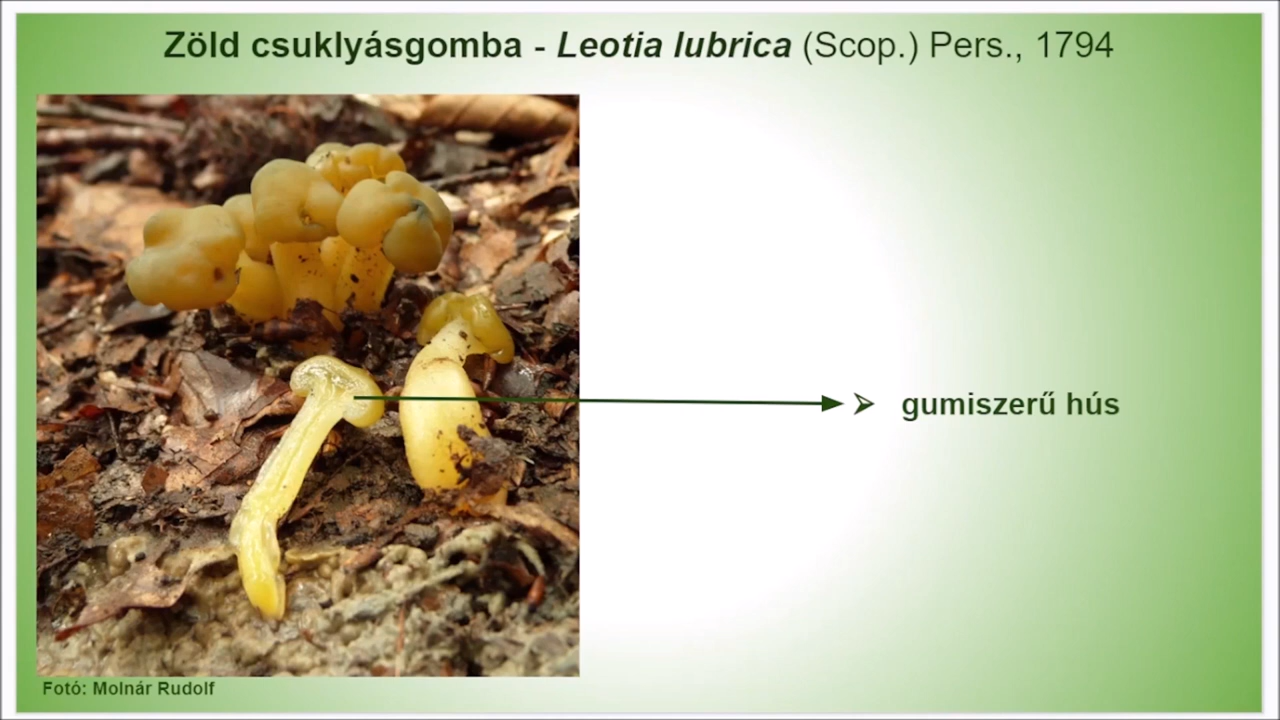 Zöld csuklyásgomba - Leotia lubrica (Scop.) Pers., 1794
gumiszerű hús
Fotó: Molnár Rudolf